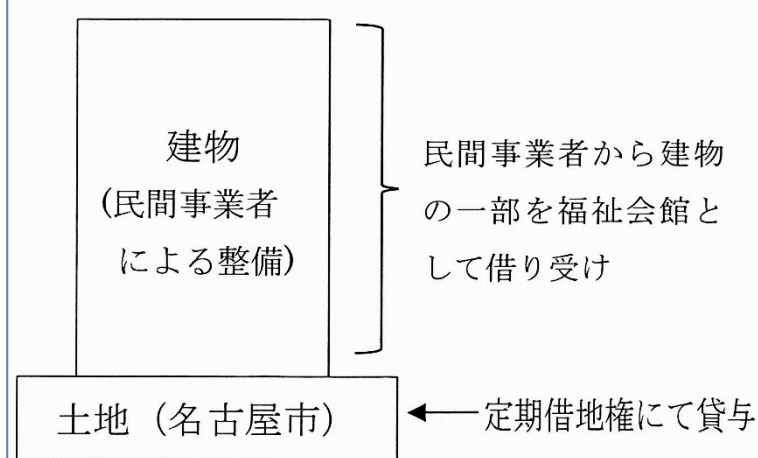 建物
(民間事業者
による整備)
民間事業者から建物
の一部を福祉会館と
して借り受け
土地（名古屋市）
定期借地権にて貸与